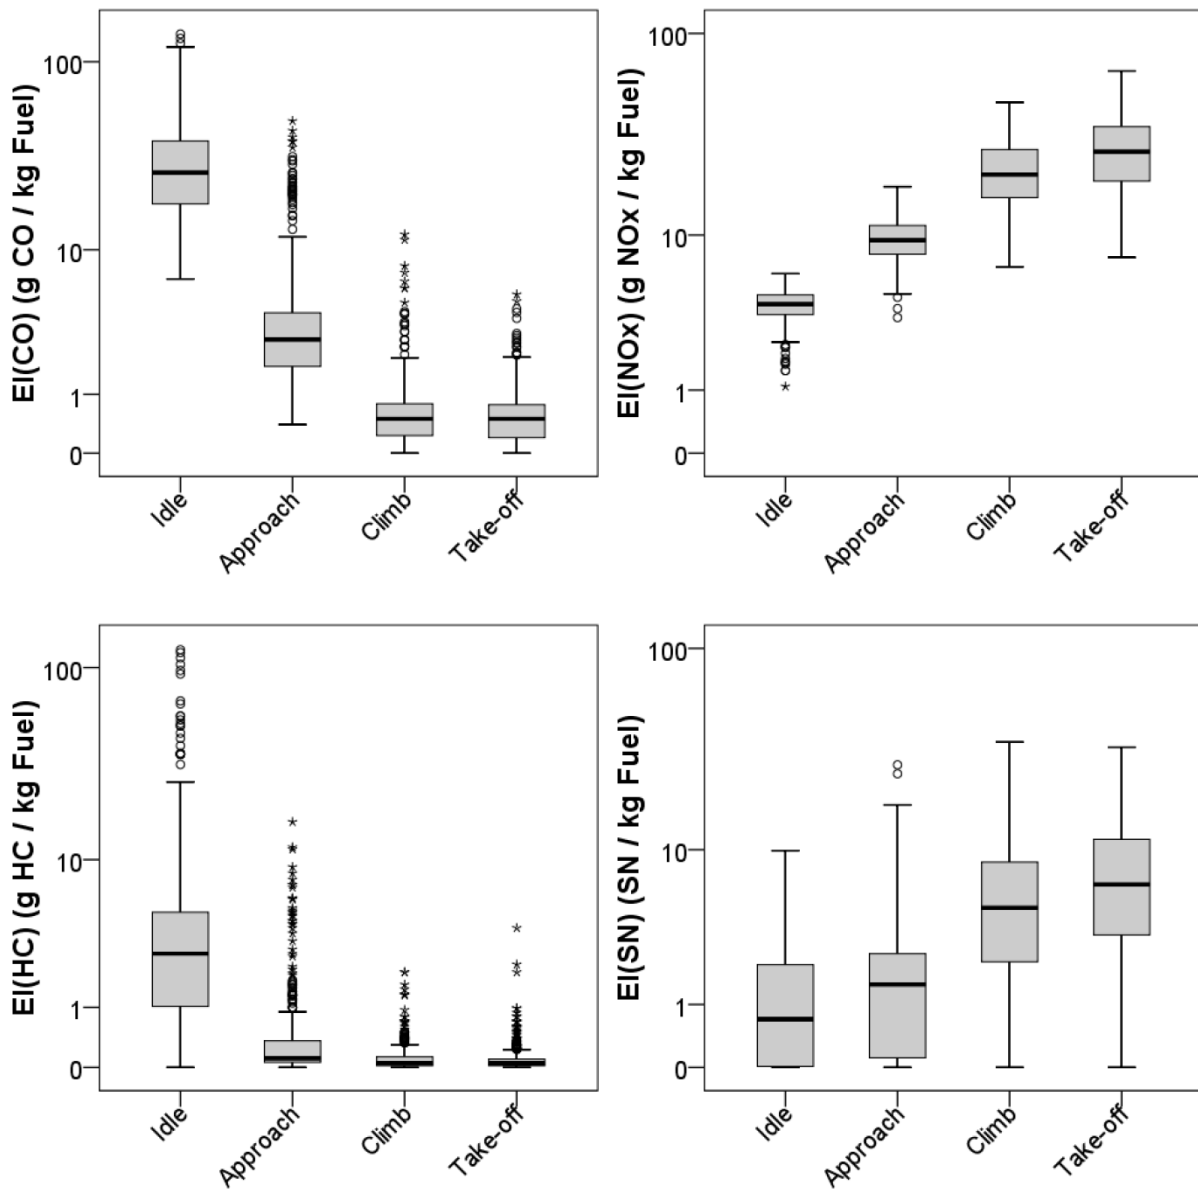 EI(CO) (g CO / kg Fuel)
100
10
1
0
Idle
Approach
Climb
Take-off
EI(NOx) (g NOx / kg Fuel)
100
10
1
0
Idle
Approach
Climb
Take-off
EI(HC) (g HC / kg Fuel)
100
10
1
0
Idle
Approach
Climb
Take-off
EI(SN) (SN / kg Fuel)
100
10
1
0
Idle
Approach
Climb
Take-off